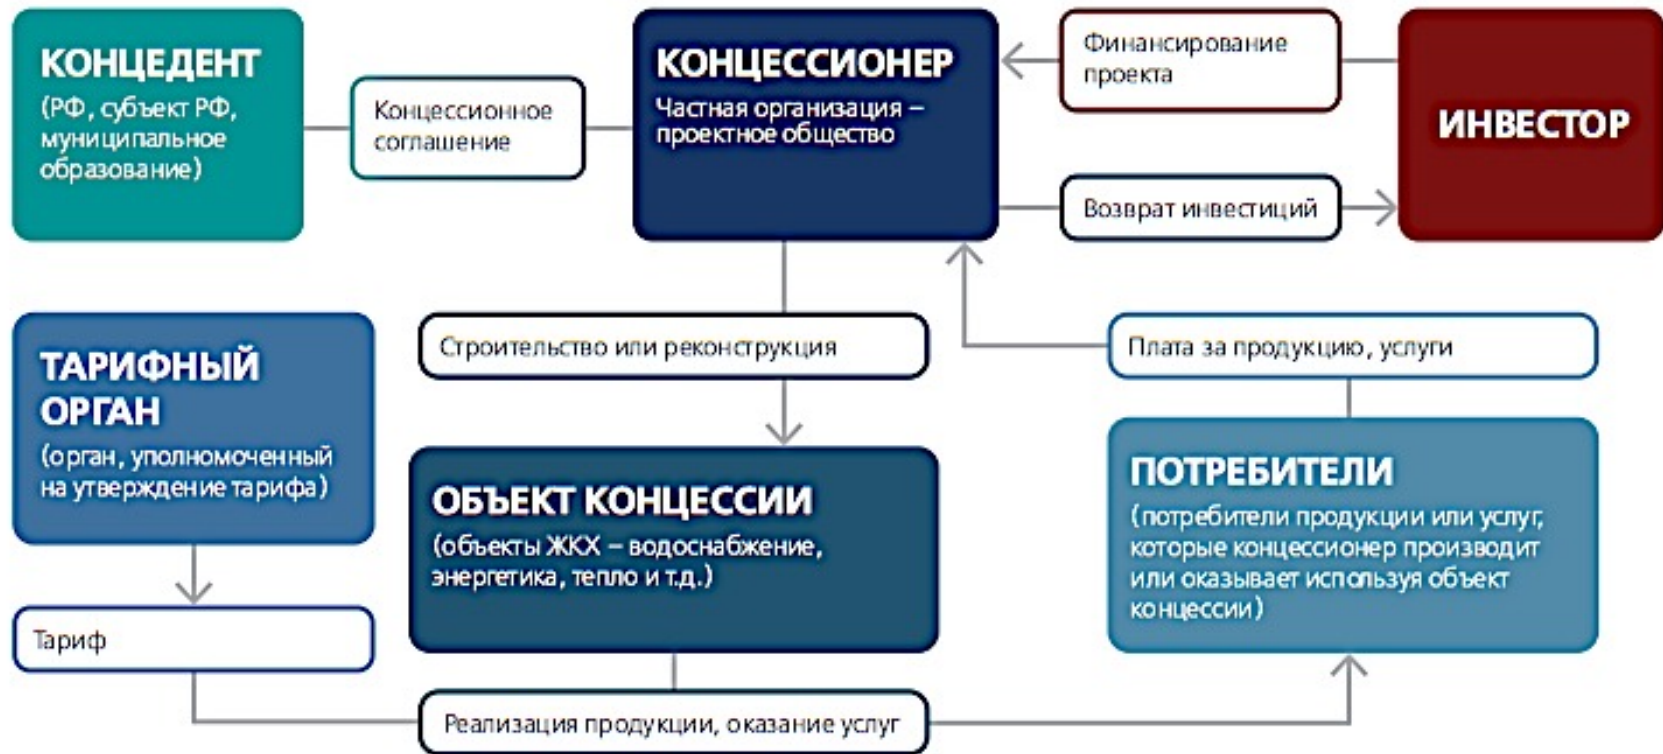 КОНЦЕДЕНТ
(РФ, субъект РФ,
муниципальное
образование)
Концессионное
соглашение
КОНЦЕССИОНЕР
Частная организация –
проектное общество
Финансирование
проекта
Возврат инвестиций
ИНВЕСТОР
ТАРИФНЫЙ
ОРГАН
(орган, уполномоченный
на утверждение тарифа)
Строительство или реконструкция
Плата за продукцию, услуги
ОБЪЕКТ КОНЦЕССИИ
(объекты ЖКХ – водоснабжение,
энергетика, тепло и т.д.)
ПОТРЕБИТЕЛИ
(потребители продукции или услуг,
которые концессионер производит
или оказывает используя объект
концессии)
Тариф
Реализация продукции, оказание услуг